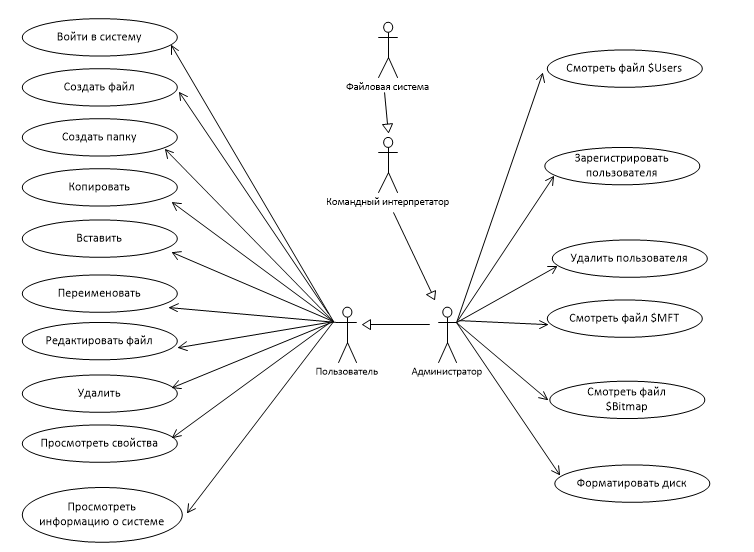 Войти в систему
Создать файл
Создать папку
Копировать
Вставить
Переименовать
Редактировать файл
Удалить
Просмотреть свойства
Просмотреть
информацию о системе
Файловая система
Командный интерпретатор
Пользователь
Администратор
Смотреть файл $Users
Зарегистрировать
пользователя
Удалить пользователя
Смотреть файл $MFT
Смотреть файл
$Bitmap
Форматировать диск